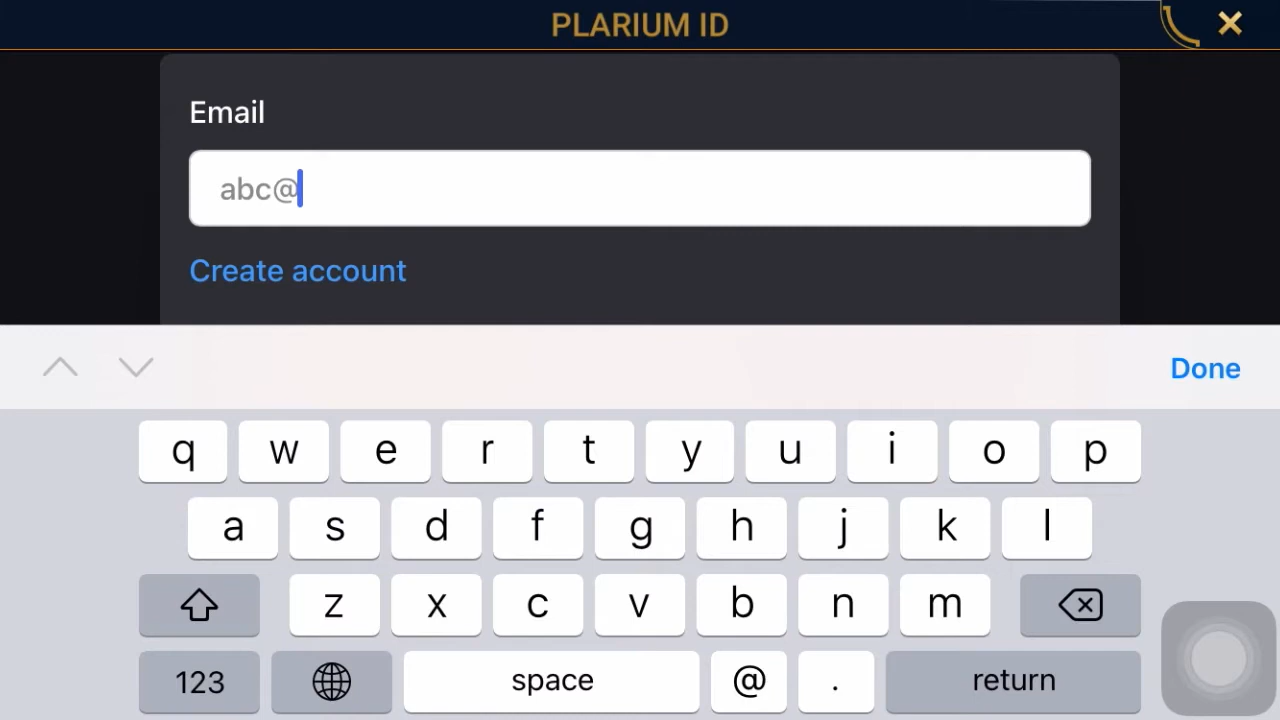 PLARIUM ID
Email
abc@
Create account
Done
q w e r t y u i o p
a s d f g h j k l
z x c v b n m
123 space @ . return